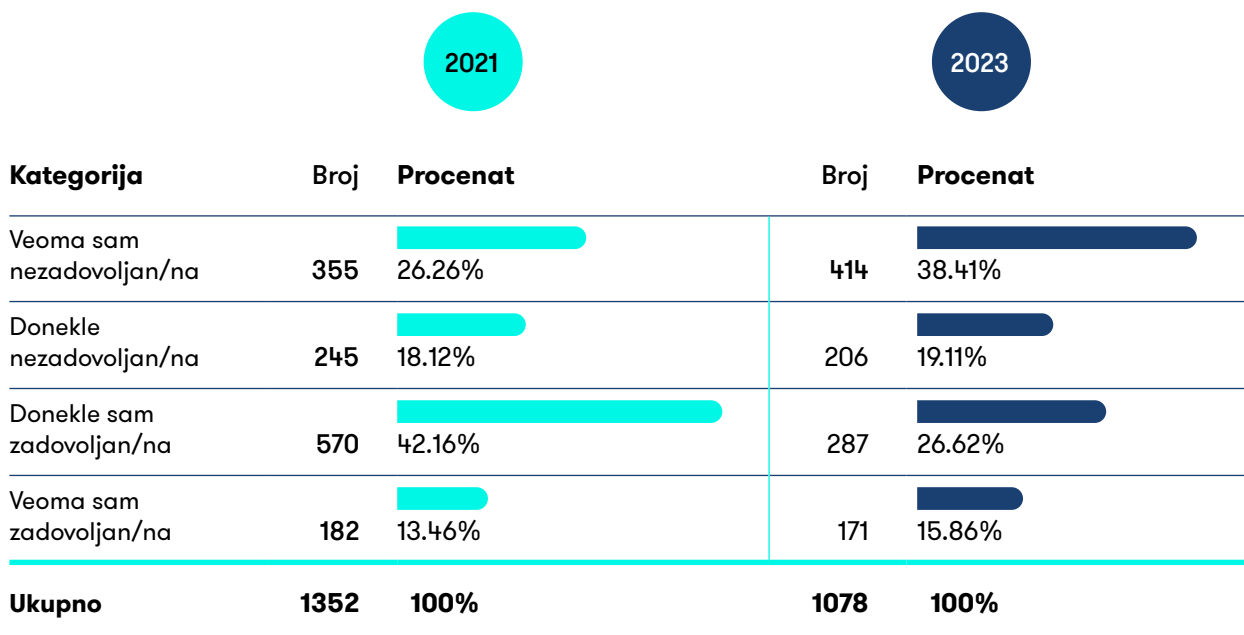 2021 2023
Kategorija Broj Procenat Broj Procenat
Veoma sam
nezadovoljan/na 355 26.26% 414 38.41%
Donekle
nezadovoljan/na 245 18.12% 206 19.11%
Donekle sam
zadovoljan/na 570 42.16% 287 26.62%
Veoma sam
zadovoljan/na 182 13.46% 171 15.86%
Ukupno 1352 100% 1078 100%